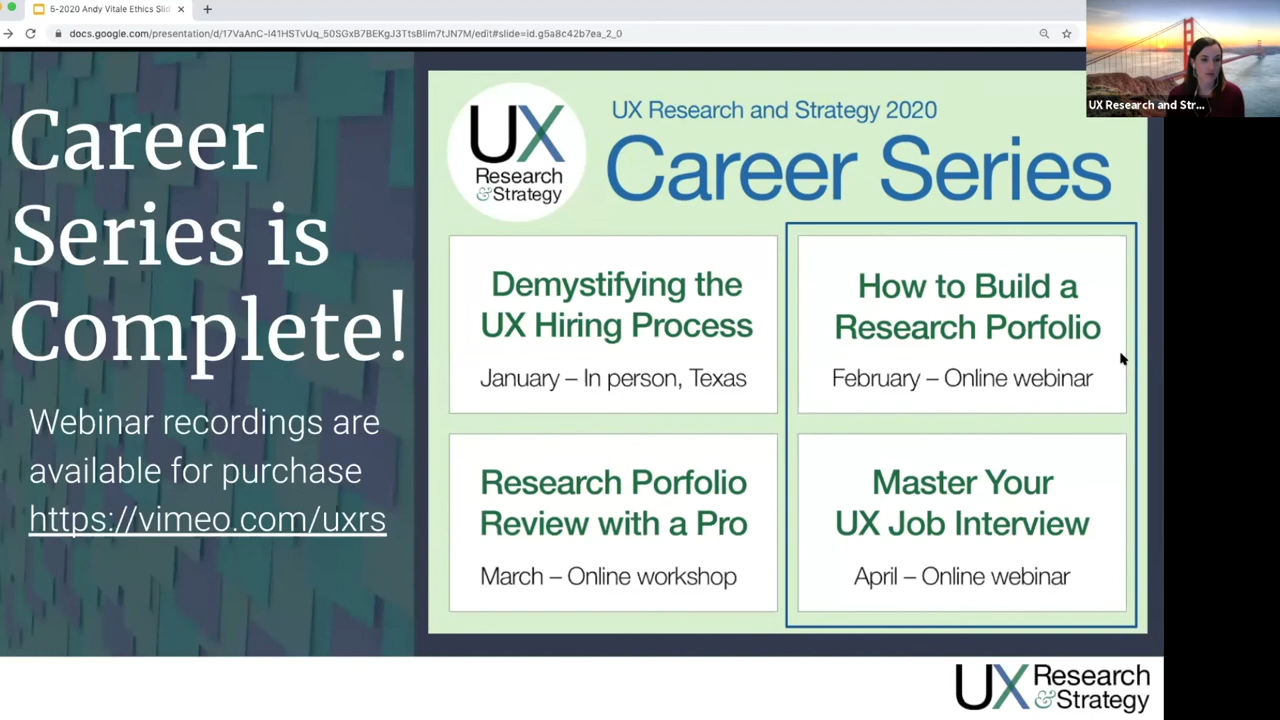 5-2020 Andy Vitale Ethics Slid
docs.google.com/presentation/d/17VaAnC-l41HSTvUq_50SGxB7BEKgJ3TtsBlim7tJN7M/edit#slide=id.g5a8c42b7ea_2_0
UX Research and Str...
Career
Series is
Complete!
Webinar recordings are
available for purchase
https://vimeo.com/uxrs
UX
Research
&Strategy
UX Research and Strategy 2020
Career Series
Demystifying the
UX Hiring Process
January – In person, Texas
How to Build a
Research Porfolio
February – Online webinar
Research Porfolio
Review with a Pro
March – Online workshop
Master Your
UX Job Interview
April – Online webinar
UX Research
&Strategy